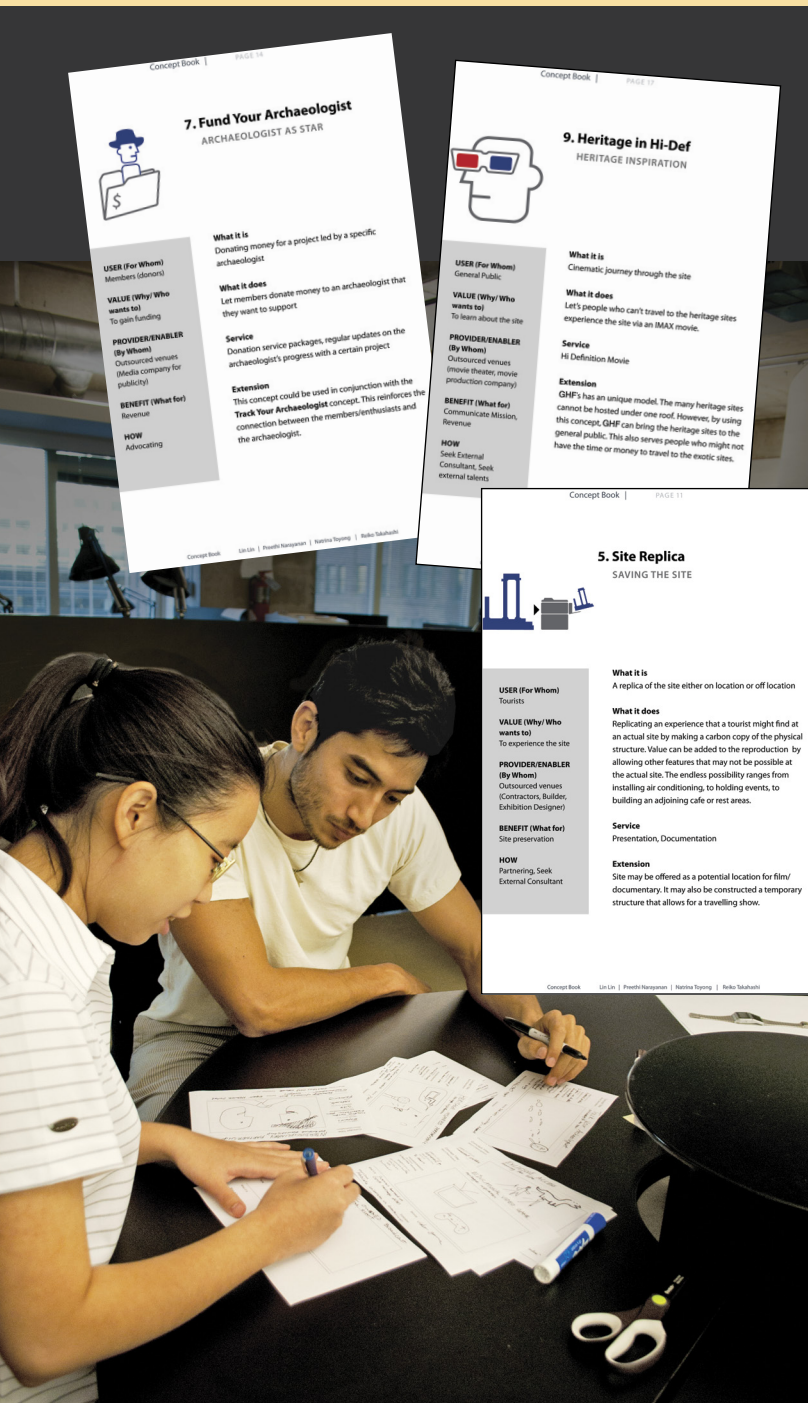 Concept Book | PAGE 14
7. Fund Your Archaeologist
ARCHAEOLOGIST AS STAR
$
USER (For Whom)
Members (donors)
VALUE (Why/ Who
wants to)
To gain funding
PROVIDER/ENABLER
(By Whom)
Outsourced venues
(Media company for
publicity)
BENEFIT (What for)
Revenue
HOW
Advocating
What it is
Donating money for a project led by a specific
archaeologist
What it does
Let members donate money to an archaeologist that
they want to support
Service
Donation service packages, regular updates on the
archaeologist's progress with a certain project
Extension
This concept could be used in conjunction with the
Track Your Archaeologist concept. This reinforces the
connection between the members/enthusiasts and
the archaeologist.
Concept Book Lin Lin | Preethi Narayanan | Natrina Toyong | Reiko Takahashi
Concept Book | PAGE 17
9. Heritage in Hi-Def
HERITAGE INSPIRATION
USER (For Whom)
General Public
VALUE (Why/ Who
wants to)
To learn about the site
PROVIDER/ENABLER
(By Whom)
Outsourced venues
(movie theater, movie
production company)
BENEFIT (What for)
Communicate Mission,
Revenue
HOW
Seek External
Consultant, Seek
external talents
What it is
Cinematic journey through the site
What it does
Let's people who can't travel to the heritage sites
experience the site via an IMAX movie.
Service
Hi Definition Movie
Extension
GHF's has an unique model. The many heritage sites
cannot be hosted under one roof. However, by using
this concept, GHF can bring the heritage sites to the
general public. This also serves people who might not
have the time or money to travel to the exotic sites.
Concept Book | PAGE 11
5. Site Replica
SAVING THE SITE
USER (For Whom)
Tourists
VALUE (Why/ Who
wants to)
To experience the site
PROVIDER/ENABLER
(By Whom)
Outsourced venues
(Contractors, Builder,
Exhibition Designer)
BENEFIT (What for)
Site preservation
HOW
Partnering, Seek
External Consultant
What it is
A replica of the site either on location or off location
What it does
Replicating an experience that a tourist might find at
an actual site by making a carbon copy of the physical
structure. Value can be added to the reproduction by
allowing other features that may not be possible at
the actual site. The endless possibility ranges from
installing air conditioning, to holding events, to
building an adjoining cafe or rest areas.
Service
Presentation, Documentation
Extension
Site may be offered as a potential location for film/
documentary. It may also be constructed a temporary
structure that allows for a travelling show.
Concept Book Lin Lin | Preethi Narayanan | Natrina Toyong | Reiko Takahashi